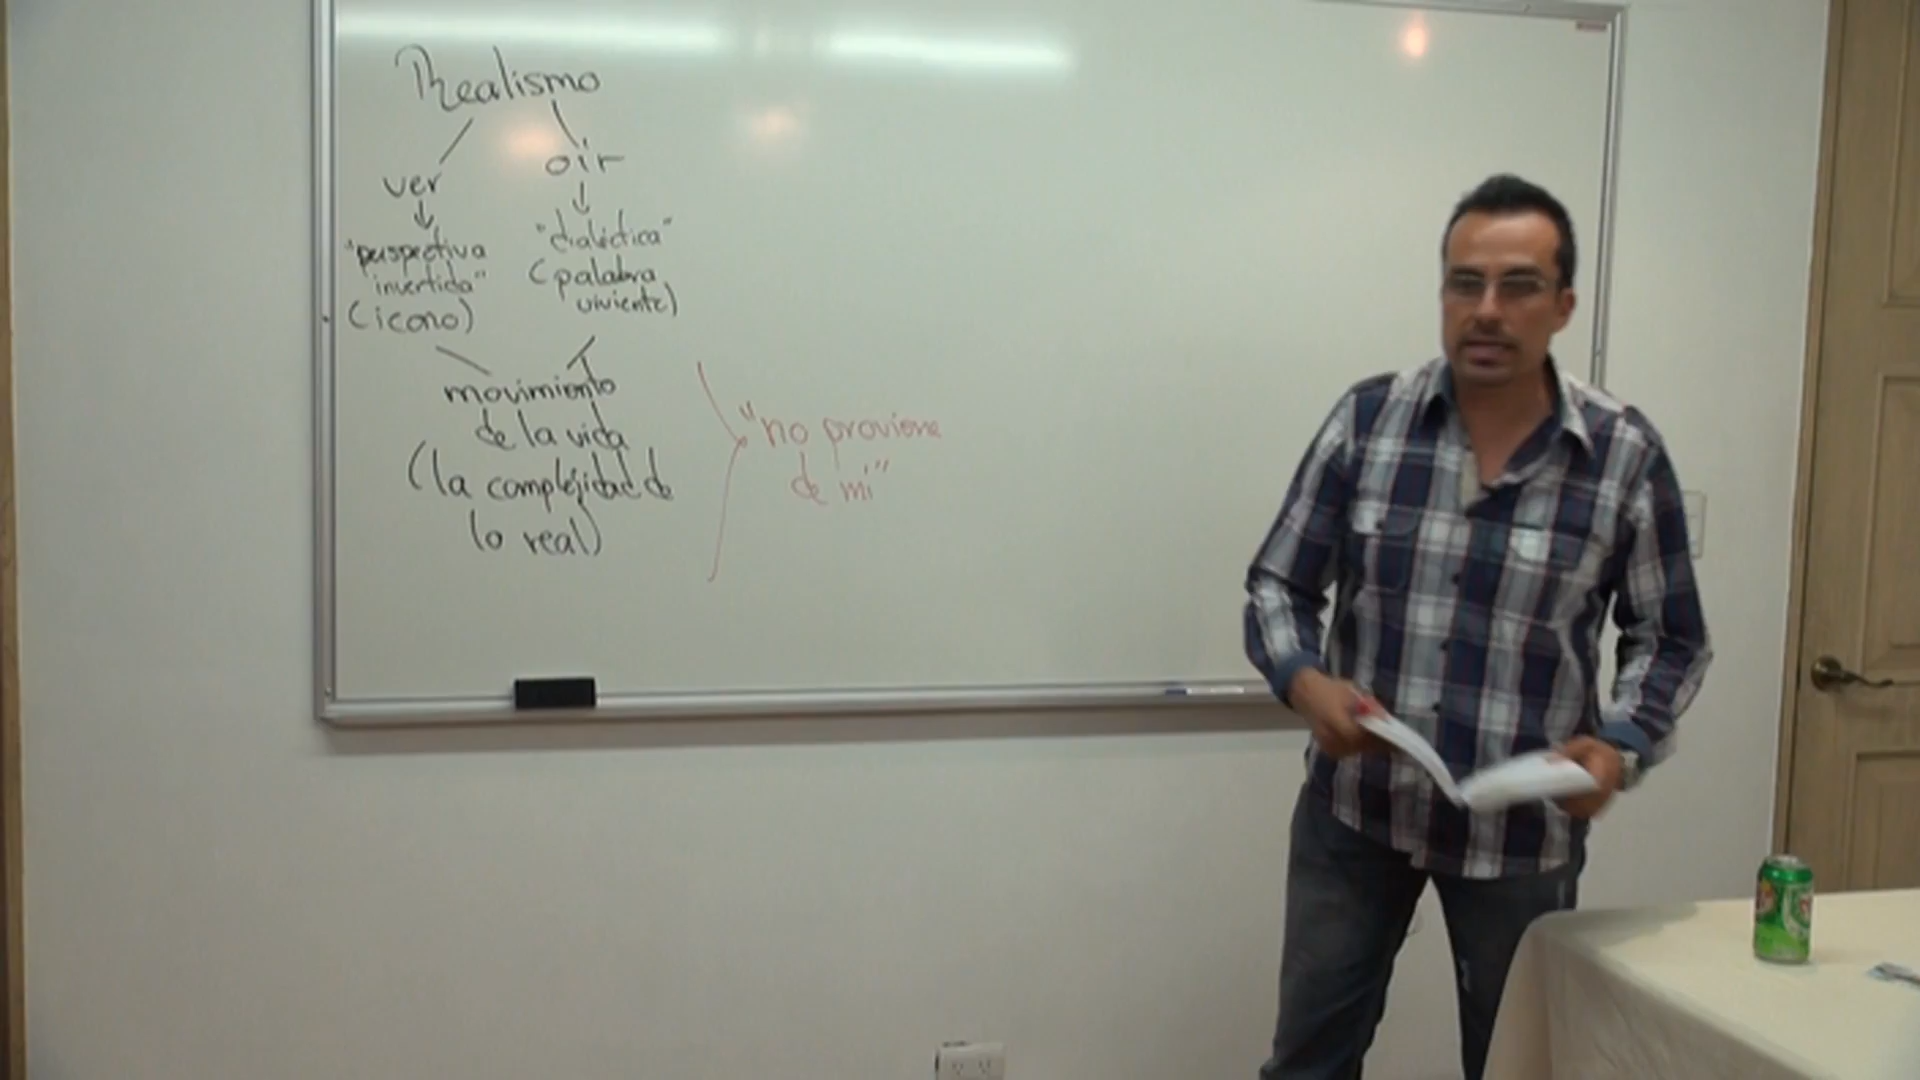 Realismo
ver
oir
"perspectiva
invertida"
(icono)
"dialéctica"
(palabra
viviente)
movimiento
de la vida
(la complejidad de
lo real)
"no proviene
de mí"